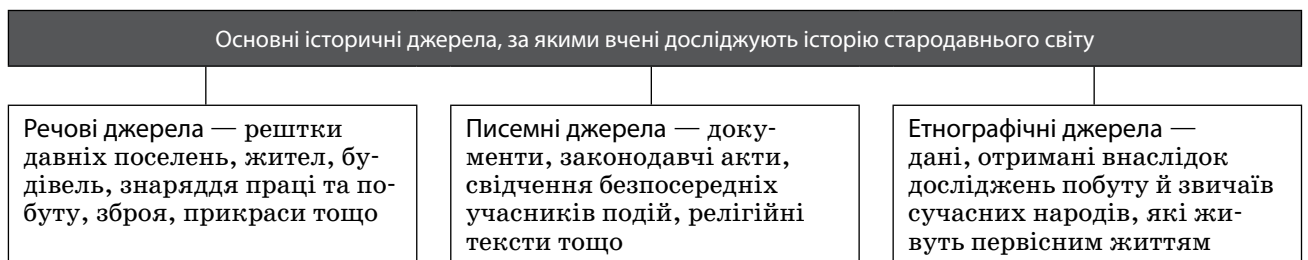 Основні історичні джерела, за якими вчені досліджують історію стародавнього світу
Речові джерела — рештки
давніх поселень, жител, бу-
дівель, знаряддя праці та по-
буту, зброя, прикраси тощо
Писемні джерела — доку-
менти, законодавчі акти,
свідчення безпосередніх
учасників подій, релігійні
тексти тощо
Етнографічні джерела —
дані, отримані внаслідок
досліджень побуту й звичаїв
сучасних народів, які жи-
вуть первісним життям